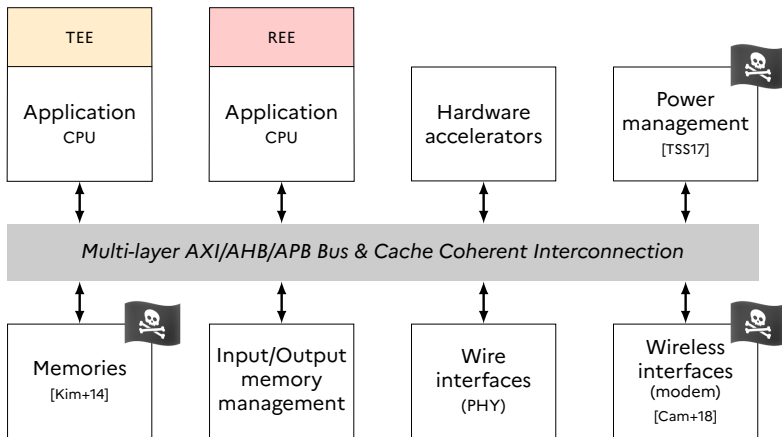 TEE
REE
Application
CPU
Application
CPU
Hardware
accelerators
Power
management
[TSS17]
Multi-layer AXI/AHB/APB Bus & Cache Coherent Interconnection
Memories
[Kim+14]
Input/Output
memory
management
Wire
interfaces
(PHY)
Wireless
interfaces
(modem)
[Cam+18]